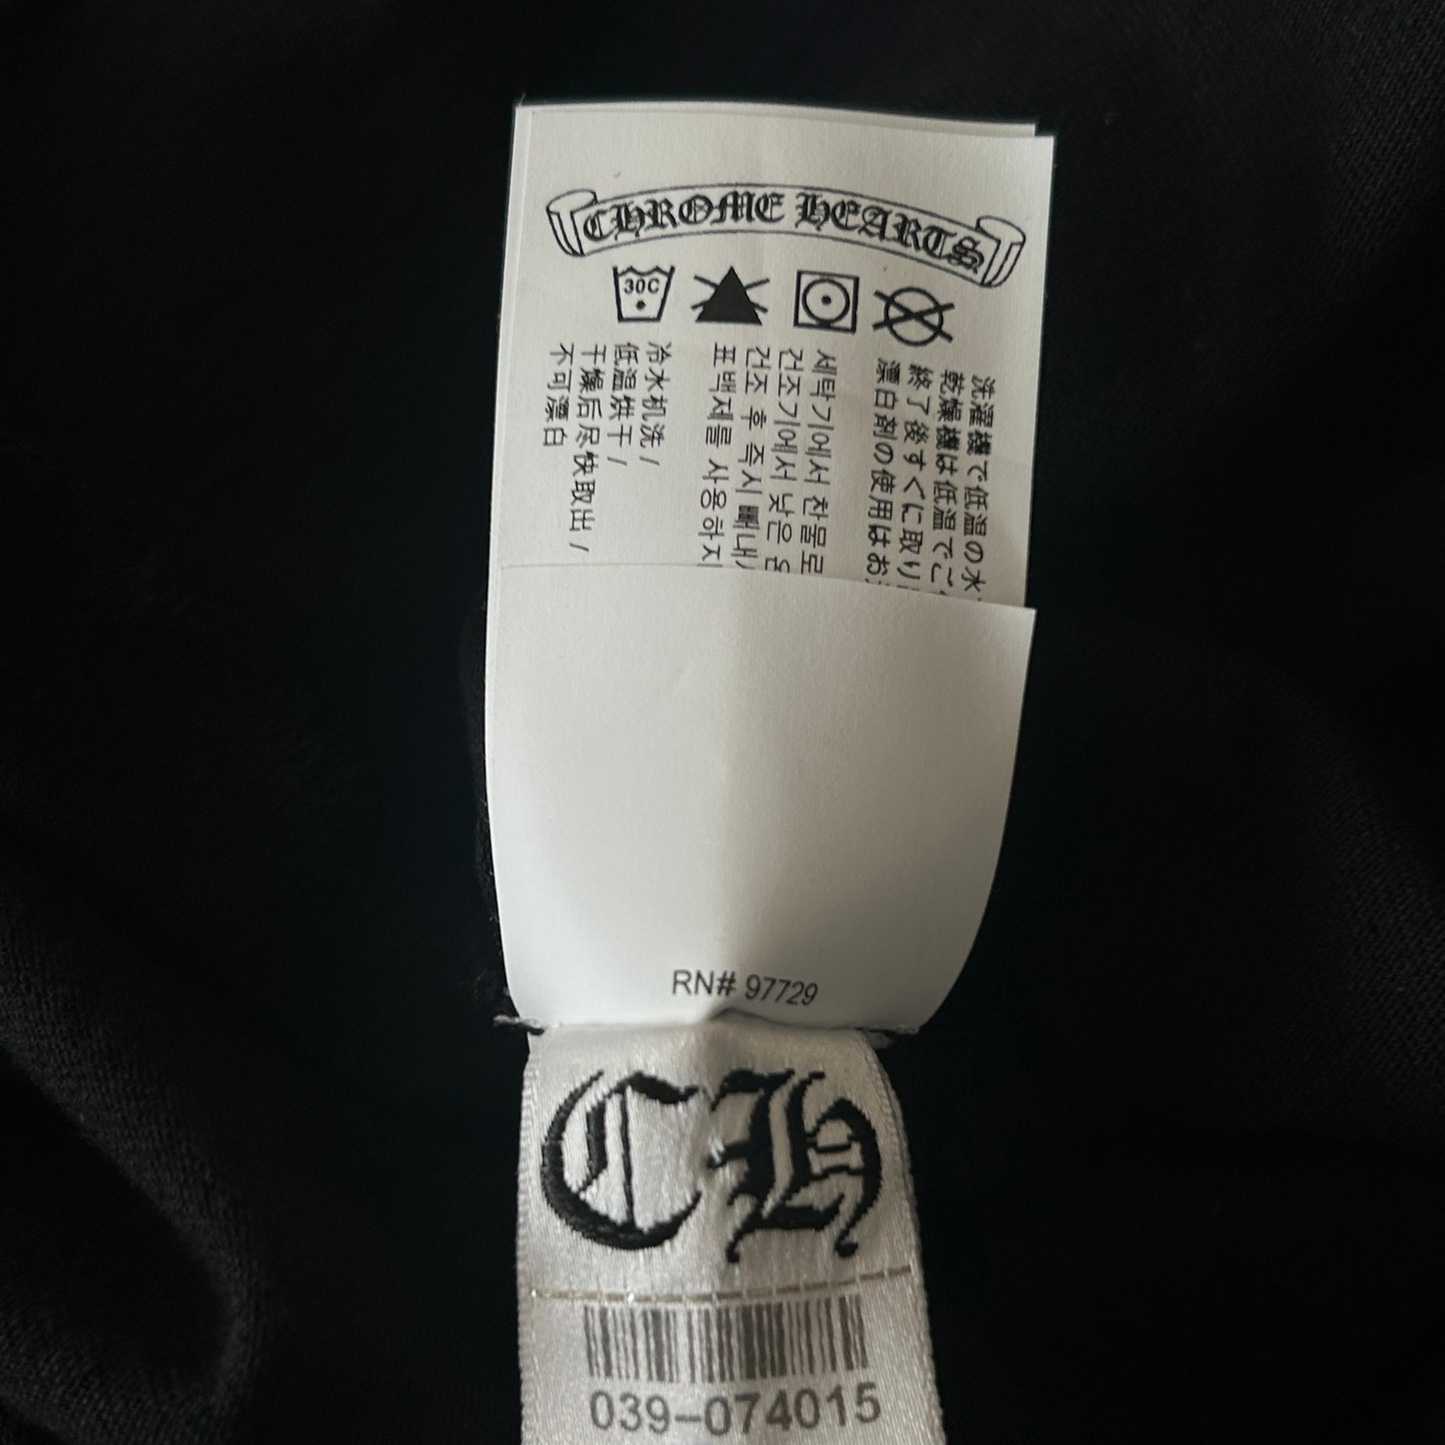 CHROME HEARTS
30C
冷水机洗 /
低温烘干 /
干燥后尽快取出 /
不可漂白
세탁기에서 찬물로
건조기에서 낮은
건조 후 즉시 빼내
표백제를 사용하지
洗濯機で低温の水
乾燥機は低温でご
終了後すぐに取り
漂白剤の使用はお
RN# 97729
CH
039-074015